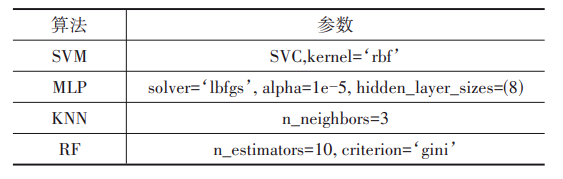 算法 参数
SVM SVC,kernel=‘rbf’
MLP solver=‘lbfgs’, alpha=1e-5, hidden_layer_sizes=(8)
KNN n_neighbors=3
RF n_estimators=10, criterion=‘gini’